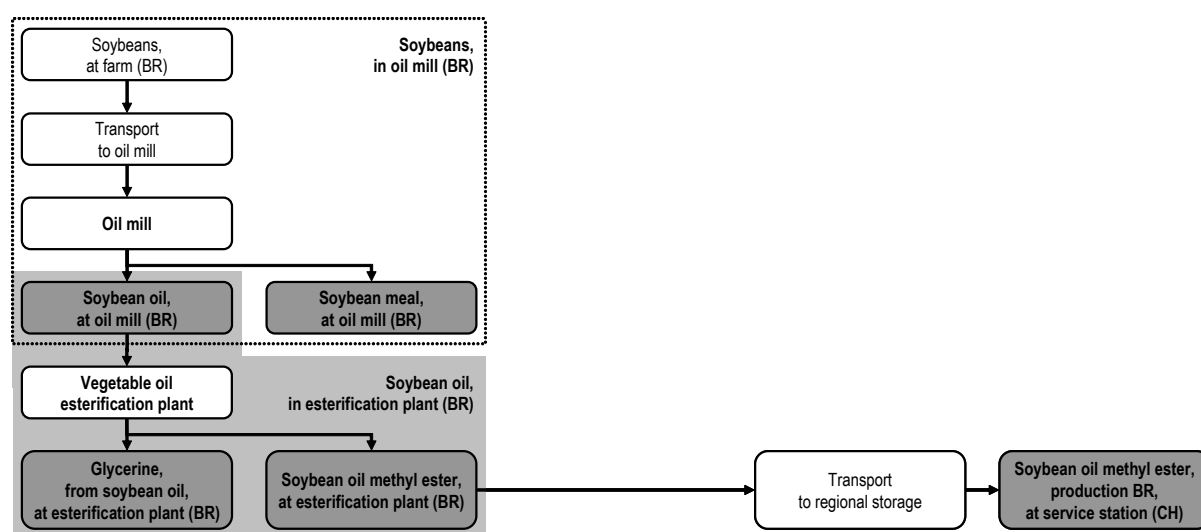 Soybeans,
at farm (BR)
Soybeans,
in oil mill (BR)
Transport
to oil mill
Oil mill
Soybean oil,
at oil mill (BR)
Soybean meal,
at oil mill (BR)
Vegetable oil
esterification plant
Soybean oil,
in esterification plant (BR)
Glycerine,
from soybean oil,
at esterification plant (BR)
Soybean oil methyl ester,
at esterification plant (BR)
Transport
to regional storage
Soybean oil methyl ester,
production BR,
at service station (CH)